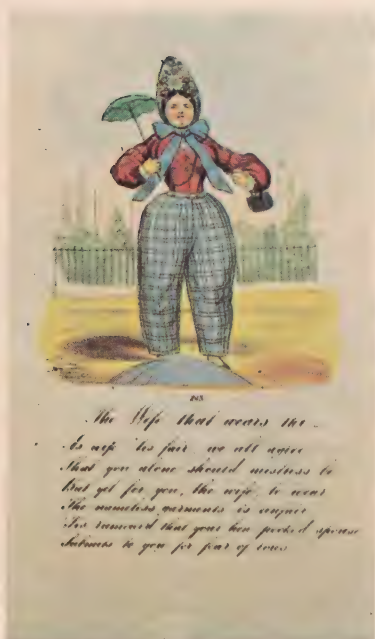 The Wife that wears the -
As wife 'tis fair we all agree
That you alone should mistress be
But yet for you, the wife, to wear
The nameless garments is unfair
Tis rumour'd that your hen pecked spouse
Submits to you for fear of rows